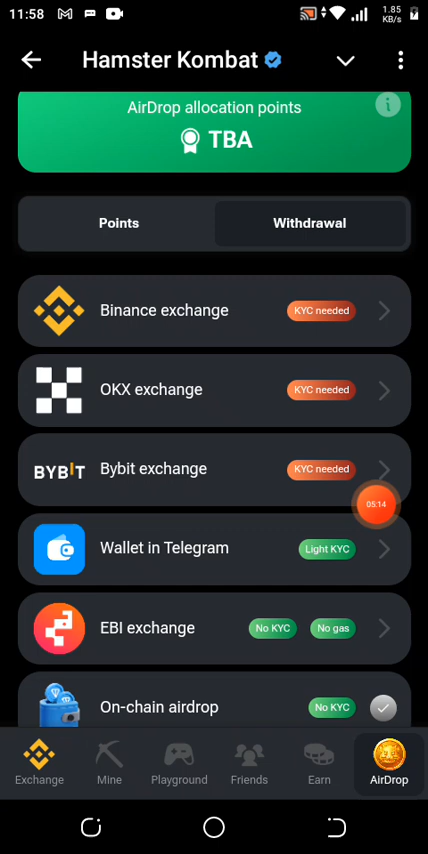 11:58
1.85
KB/s
Hamster Kombat
AirDrop allocation points
i
TBA
Points
Withdrawal
Binance exchange
KYC needed
OKX exchange
KYC needed
BYBIT
Bybit exchange
KYC needed
05:14
Wallet in Telegram
Light KYC
EBI exchange
No KYC
No gas
On-chain airdrop
No KYC
Exchange
Mine
Playground
Friends
Earn
AirDrop